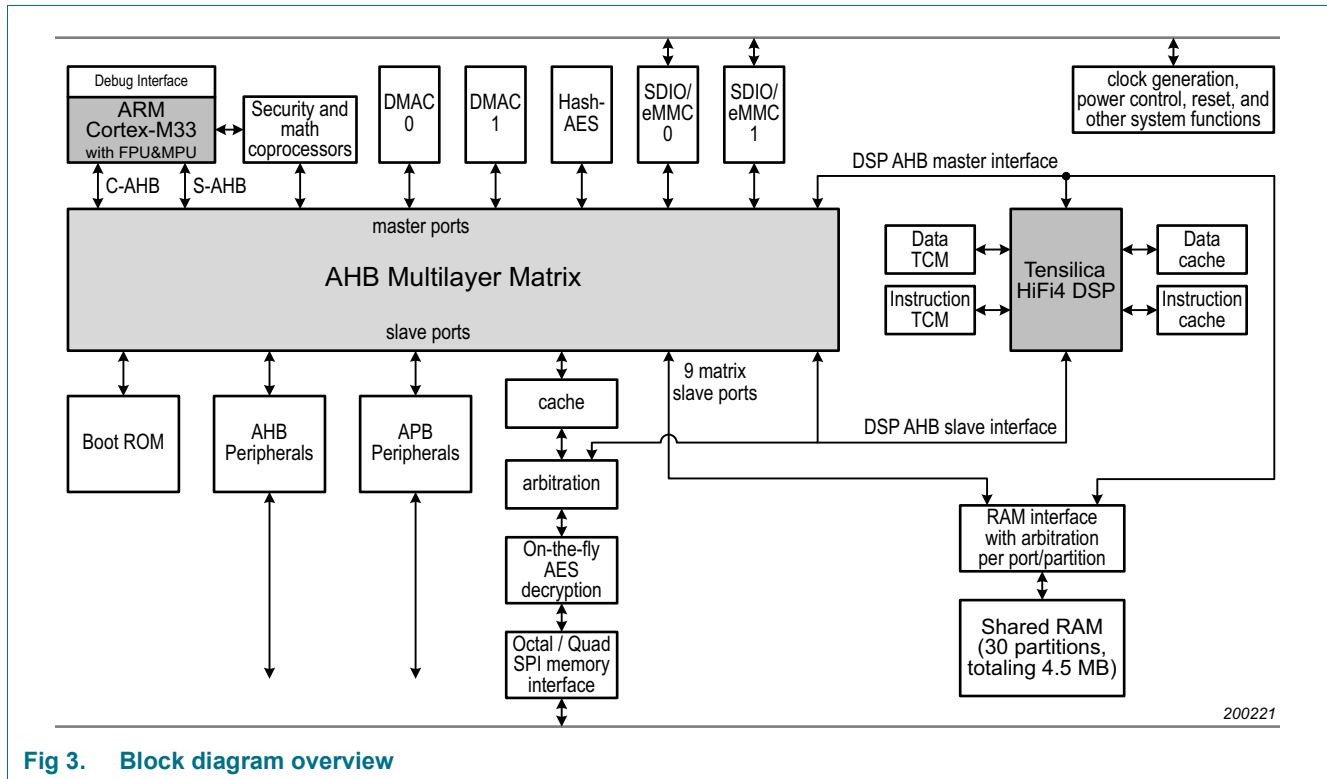 Debug Interface
ARM
Cortex-M33
with FPU&MPU
Security and
math
coprocessors
DMAC
0
DMAC
1
Hash-
AES
SDIO/
eMMC
0
SDIO/
eMMC
1
clock generation,
power control, reset, and
other system functions
C-AHB
S-AHB
DSP AHB master interface
master ports
AHB Multilayer Matrix
slave ports
Data
TCM
Instruction
TCM
Tensilica
HiFi4 DSP
Data
cache
Instruction
cache
9 matrix
slave ports
DSP AHB slave interface
Boot ROM
AHB
Peripherals
APB
Peripherals
cache
arbitration
On-the-fly
AES
decryption
Octal / Quad
SPI memory
interface
RAM interface
with arbitration
per port/partition
Shared RAM
(30 partitions,
totaling 4.5 MB)
200221
Fig 3. Block diagram overview